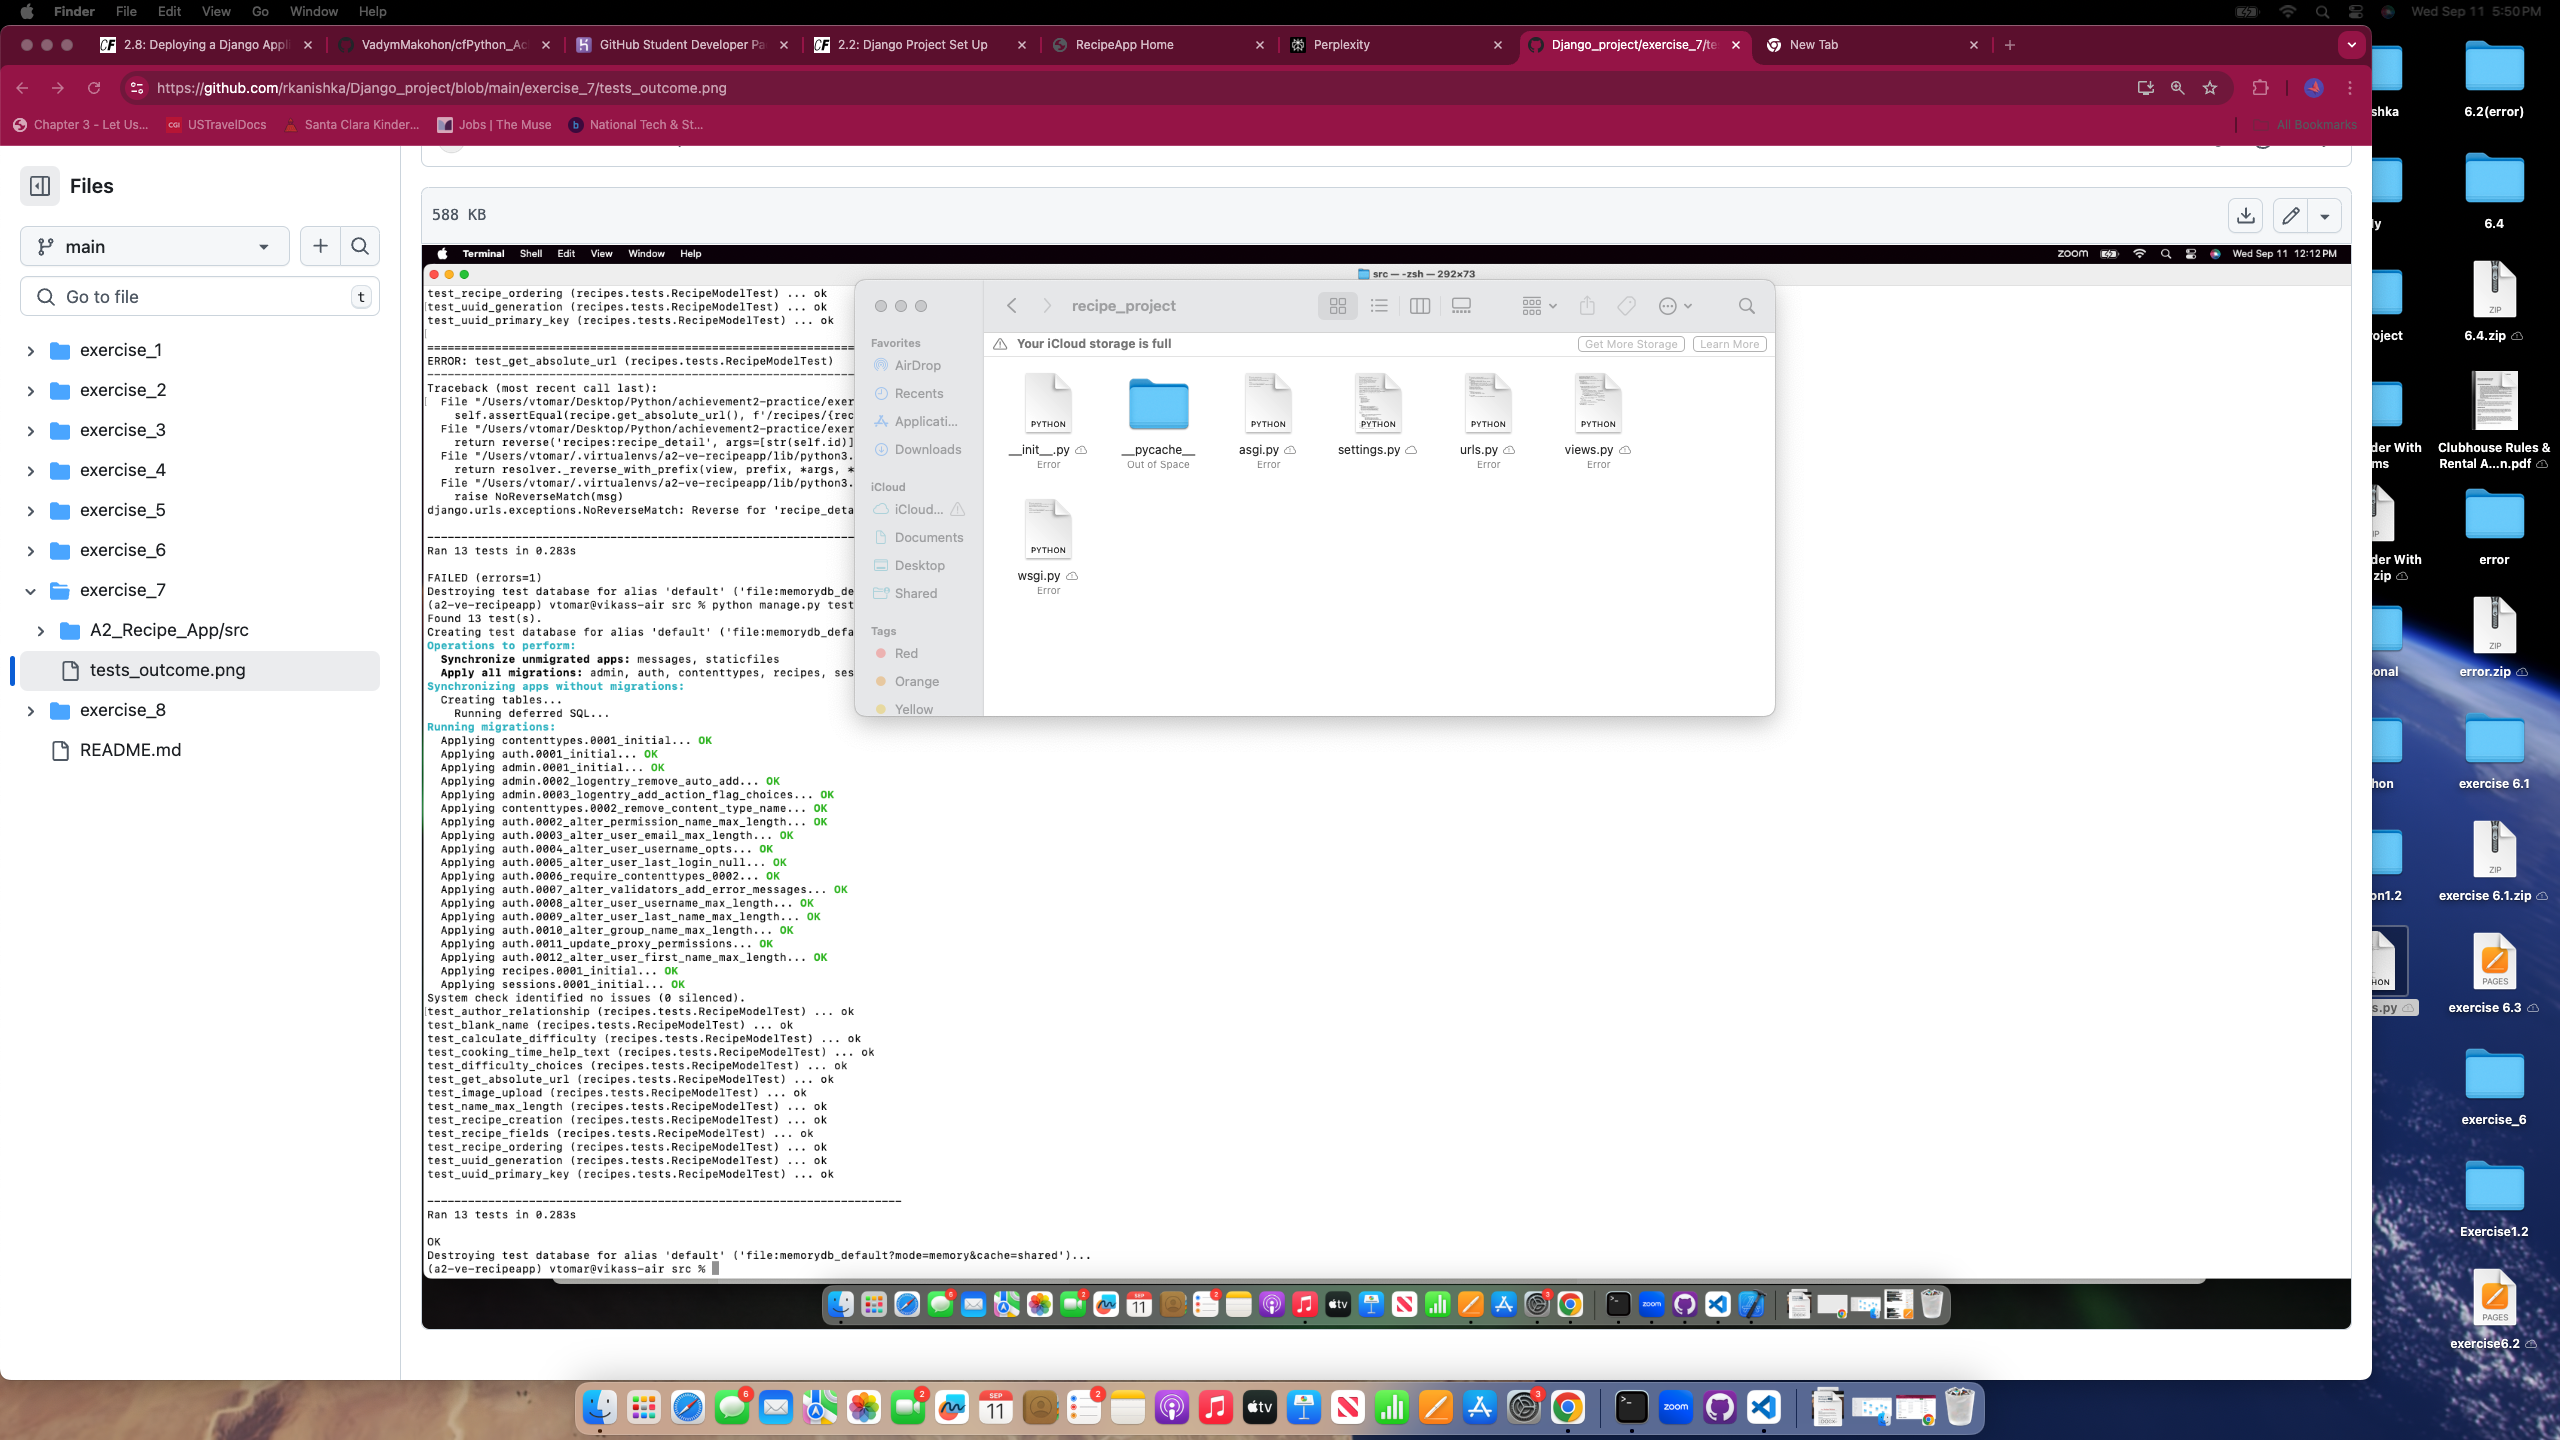 Finder File Edit View Go Window Help
Wed Sep 11 5:50 PM
2.8: Deploying a Django Appl
VadymMakohon/cfPython_Ac
GitHub Student Developer Pa
2.2: Django Project Set Up
RecipeApp Home
Perplexity
Django_project/exercise_7/te
New Tab
https://github.com/rkanishka/Django_project/blob/main/exercise_7/tests_outcome.png
Chapter 3 - Let Us...
USTravelDocs
Santa Clara Kinder...
Jobs | The Muse
National Tech & St...
All Bookmarks
Files
main
Go to file
t
exercise_1
exercise_2
exercise_3
exercise_4
exercise_5
exercise_6
exercise_7
A2_Recipe_App/src
tests_outcome.png
exercise_8
README.md
588 KB
Terminal Shell Edit View Window Help
zoom
Wed Sep 11 12:12 PM
src — -zsh — 292×73
test_recipe_ordering (recipes.tests.RecipeModelTest) ... ok
test_uuid_generation (recipes.tests.RecipeModelTest) ... ok
test_uuid_primary_key (recipes.tests.RecipeModelTest) ... ok
ERROR: test_get_absolute_url (recipes.tests.RecipeModelTest)
Traceback (most recent call last):
File "/Users/vtomar/Desktop/Python/achievement2-practice/exer
self.assertEqual(recipe.get_absolute_url(), f'/recipes/{rec
File "/Users/vtomar/Desktop/Python/achievement2-practice/exer
return reverse('recipes:recipe_detail', args=[str(self.id)]
File "/Users/vtomar/.virtualenvs/a2-ve-recipeapp/lib/python3.
return resolver._reverse_with_prefix(view, prefix, *args, *
File "/Users/vtomar/.virtualenvs/a2-ve-recipeapp/lib/python3.
raise NoReverseMatch(msg)
django.urls.exceptions.NoReverseMatch: Reverse for 'recipe_deta
Ran 13 tests in 0.283s
FAILED (errors=1)
Destroying test database for alias 'default' ('file:memorydb_de
(a2-ve-recipeapp) vtomar@vikass-air src % python manage.py test
Found 13 test(s).
Creating test database for alias 'default' ('file:memorydb_defa
Operations to perform:
Synchronize unmigrated apps: messages, staticfiles
Apply all migrations: admin, auth, contenttypes, recipes, ses
Synchronizing apps without migrations:
Creating tables...
Running deferred SQL...
Running migrations:
Applying contenttypes.0001_initial... OK
Applying auth.0001_initial... OK
Applying admin.0001_initial... OK
Applying admin.0002_logentry_remove_auto_add... OK
Applying admin.0003_logentry_add_action_flag_choices... OK
Applying contenttypes.0002_remove_content_type_name... OK
Applying auth.0002_alter_permission_name_max_length... OK
Applying auth.0003_alter_user_email_max_length... OK
Applying auth.0004_alter_user_username_opts... OK
Applying auth.0005_alter_user_last_login_null... OK
Applying auth.0006_require_contenttypes_0002... OK
Applying auth.0007_alter_validators_add_error_messages... OK
Applying auth.0008_alter_user_username_max_length... OK
Applying auth.0009_alter_user_last_name_max_length... OK
Applying auth.0010_alter_group_name_max_length... OK
Applying auth.0011_update_proxy_permissions... OK
Applying auth.0012_alter_user_first_name_max_length... OK
Applying recipes.0001_initial... OK
Applying sessions.0001_initial... OK
System check identified no issues (0 silenced).
test_author_relationship (recipes.tests.RecipeModelTest) ... ok
test_blank_name (recipes.tests.RecipeModelTest) ... ok
test_calculate_difficulty (recipes.tests.RecipeModelTest) ... ok
test_cooking_time_help_text (recipes.tests.RecipeModelTest) ... ok
test_difficulty_choices (recipes.tests.RecipeModelTest) ... ok
test_get_absolute_url (recipes.tests.RecipeModelTest) ... ok
test_image_upload (recipes.tests.RecipeModelTest) ... ok
test_name_max_length (recipes.tests.RecipeModelTest) ... ok
test_recipe_creation (recipes.tests.RecipeModelTest) ... ok
test_recipe_fields (recipes.tests.RecipeModelTest) ... ok
test_recipe_ordering (recipes.tests.RecipeModelTest) ... ok
test_uuid_generation (recipes.tests.RecipeModelTest) ... ok
test_uuid_primary_key (recipes.tests.RecipeModelTest) ... ok
Ran 13 tests in 0.283s
OK
Destroying test database for alias 'default' ('file:memorydb_default?mode=memory&cache=shared')...
(a2-ve-recipeapp) vtomar@vikass-air src %
recipe_project
Your iCloud storage is full
Get More Storage
Learn More
Favorites
AirDrop
Recents
Applicati...
Downloads
iCloud
iCloud...
Documents
Desktop
Shared
Tags
Red
Orange
Yellow
PYTHON
PYTHON
PYTHON
PYTHON
PYTHON
__init__.py
__pycache__
asgi.py
settings.py
urls.py
views.py
Error
Out of Space
Error
Error
Error
PYTHON
wsgi.py
Error
shka
6.2(error)
ly
6.4
ZIP
oject
6.4.zip
der With
ms
Clubhouse Rules &
Rental A...n.pdf
der With
zip
error
ZIP
onal
error.zip
hon
exercise 6.1
ZIP
on1.2
exercise 6.1.zip
HON
PAGES
s.py
exercise 6.3
exercise_6
Exercise1.2
PAGES
exercise6.2
SEP
11
tv
zoom
6
2
SEP
11
2
tv
3
zoom